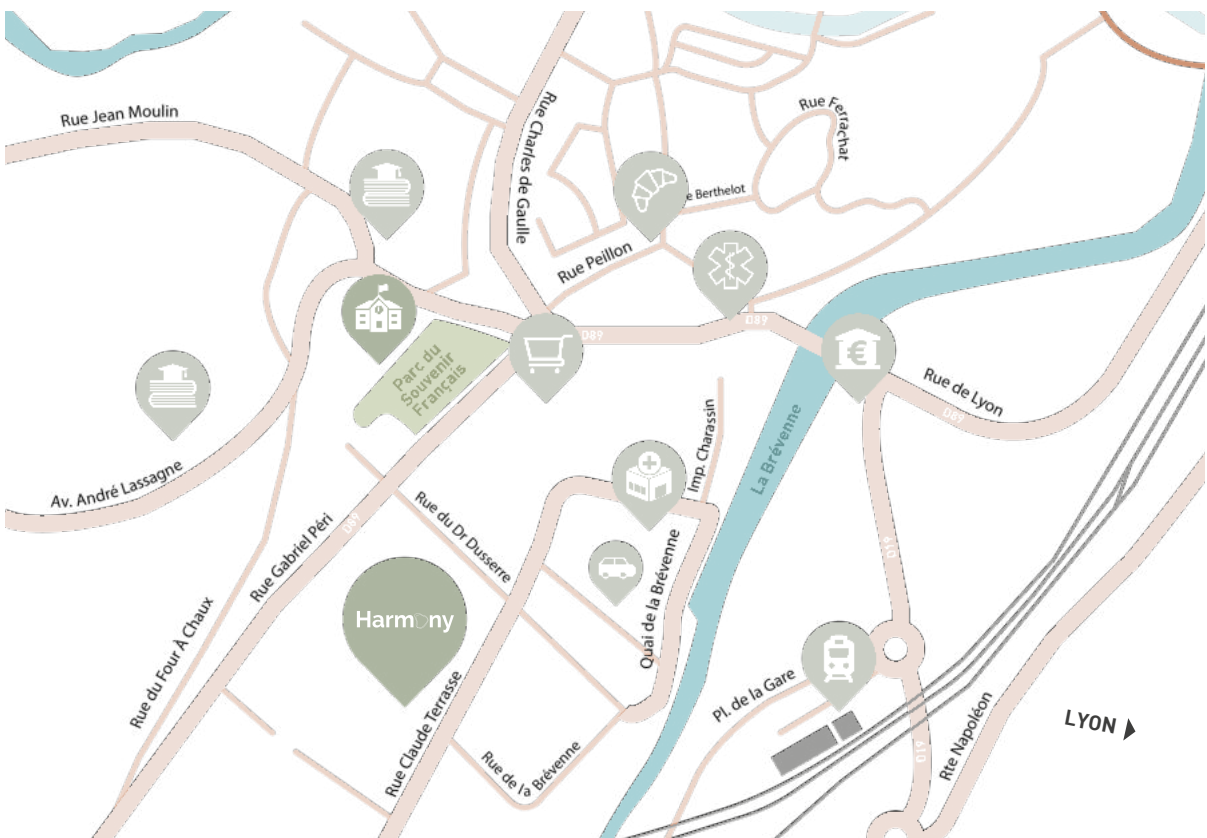 Rue Jean Moulin
Rue Charles de Gaulle
Rue Ferrachat
e Berthelot
Rue Peillon
D89
D89
Parc du
Souvenir
Français
Rue de Lyon
D89
La Brévenne
Imp. Charassin
Av. André Lassagne
Rue du Dr Dusserre
D89
Rue Gabriel Péri
Quai de la Brévenne
D19
Harmony
Rue du Four À Chaux
Rue Claude Terrasse
Pl. de la Gare
Rue de la Brévenne
D19
Rte Napoléon
LYON